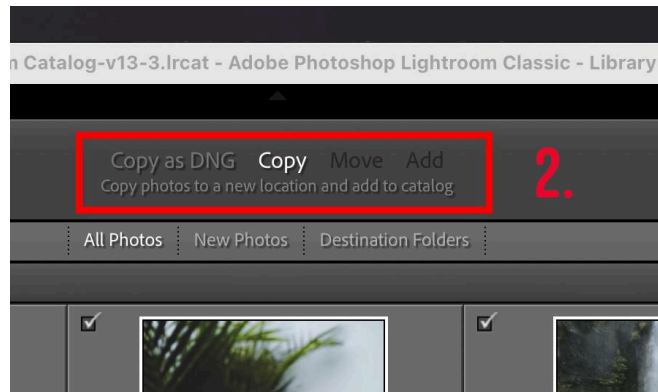 n Catalog-v13-3.lrcat - Adobe Photoshop Lightroom Classic - Library
Copy as DNG Copy Move Add
Copy photos to a new location and add to catalog
2.
All Photos New Photos Destination Folders